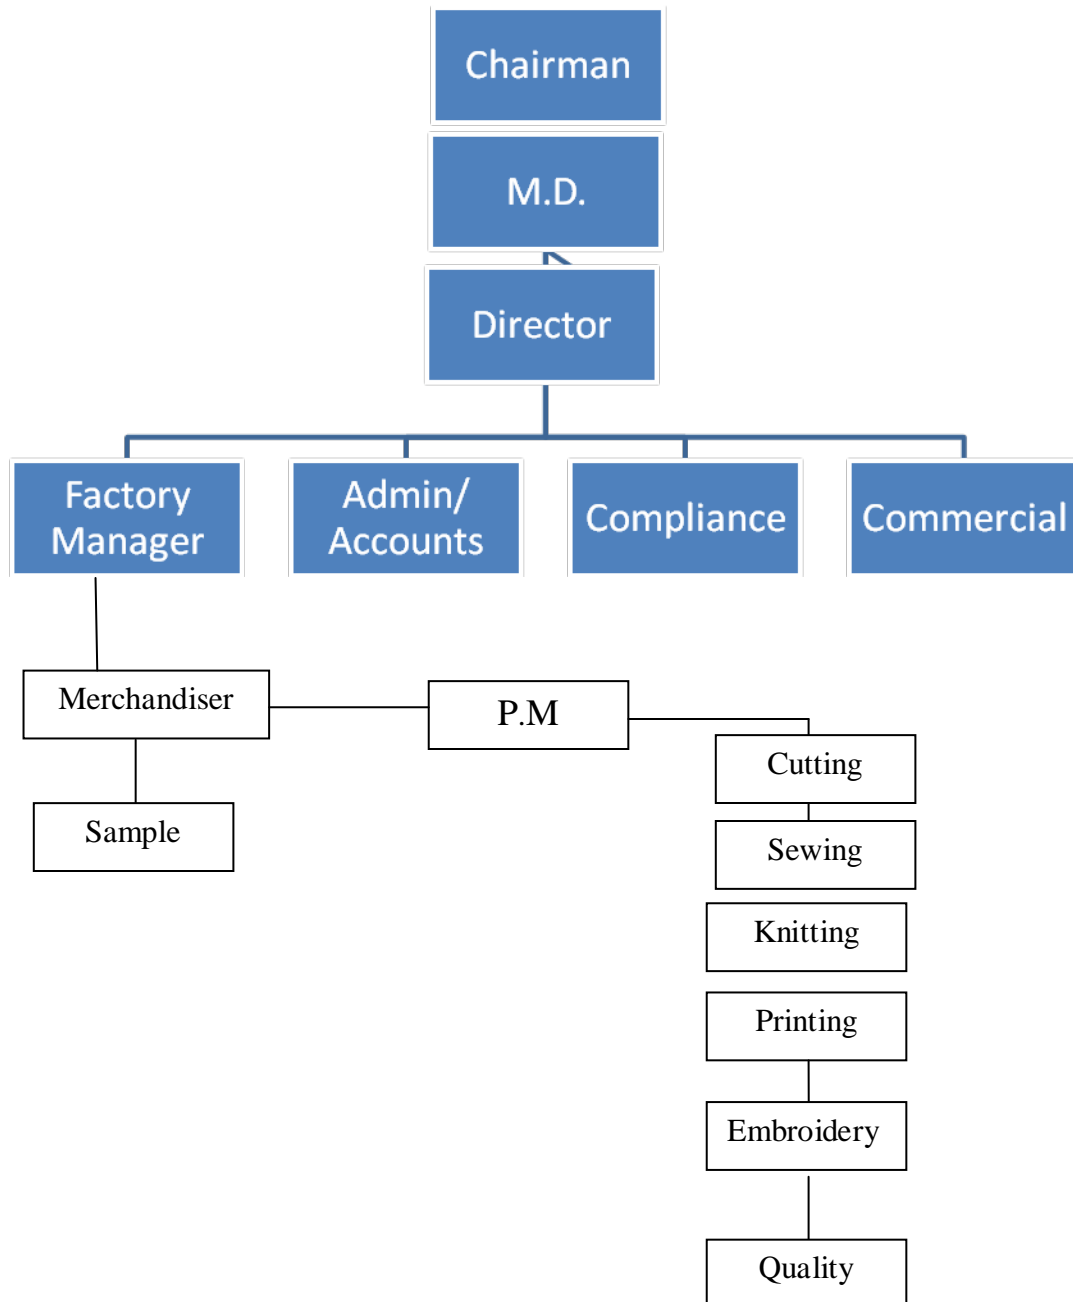 Chairman
M.D.
Director
Factory
Manager
Admin/
Accounts
Compliance
Commercial
Merchandiser
P.M
Cutting
Sample
Sewing
Knitting
Printing
Embroidery
Quality